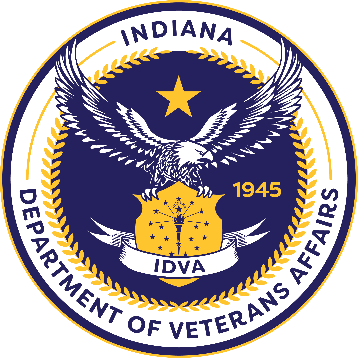 INDIANA
1945
IDVA
DEPARTMENT OF VETERANS AFFAIRS